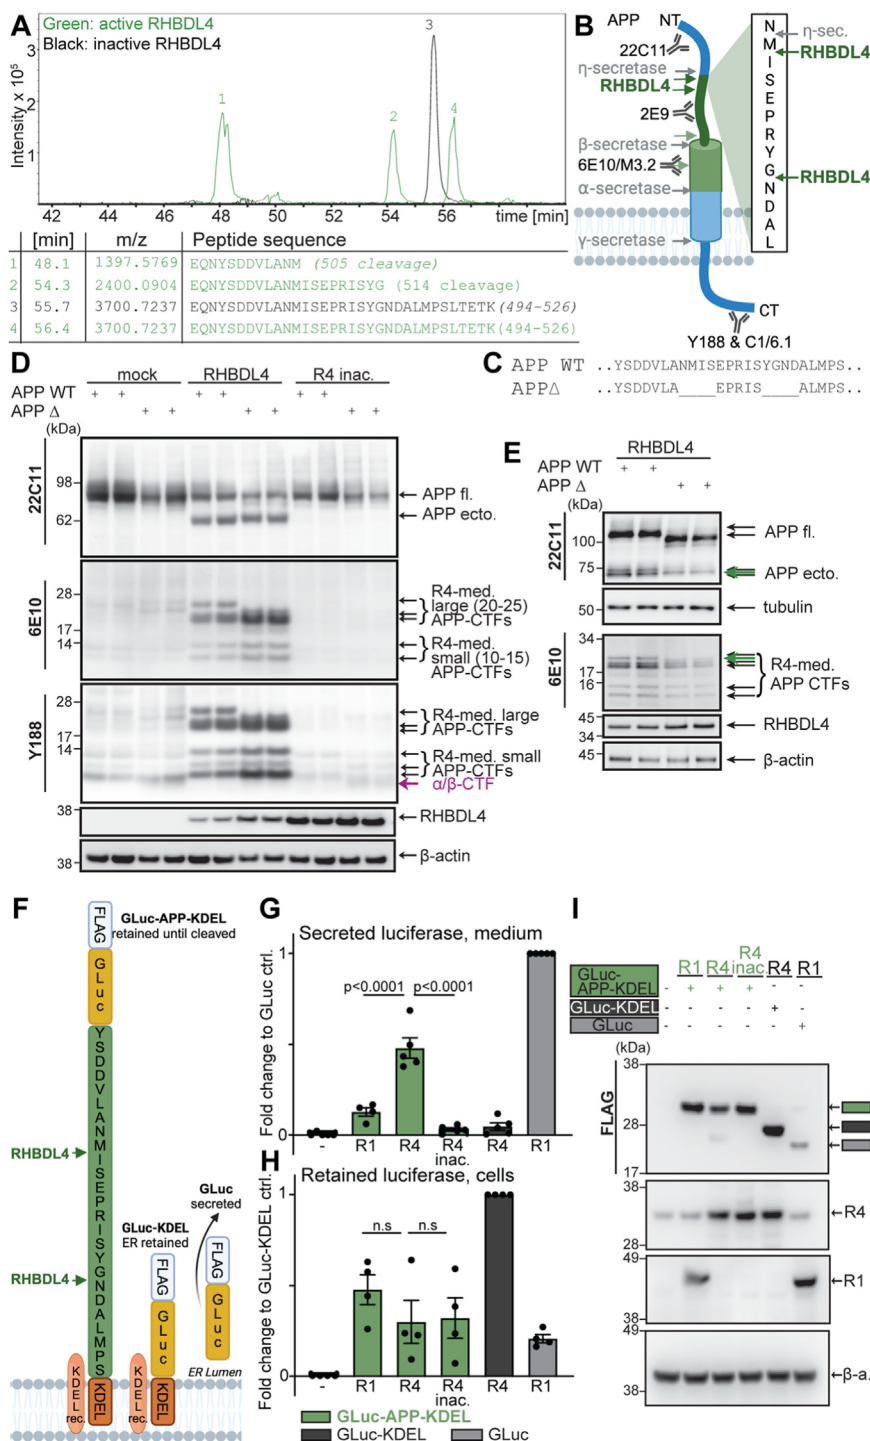 A
Green: active RHBDL4
Black: inactive RHBDL4
Intensity x 10⁵
3
2
1
1
2
3
4
42 44 46 48 50 52 54 56 time [min]
[min] m/z Peptide sequence
1 48.1 1397.5769 EQNYSDDVLANM (505 cleavage)
2 54.3 2400.0904 EQNYSDDVLANMISEPRISYG (514 cleavage)
3 55.7 3700.7237 EQNYSDDVLANMISEPRISYGNDALMPSLTETK(494-526)
4 56.4 3700.7237 EQNYSDDVLANMISEPRISYGNDALMPSLTETK(494-526)
B
APP NT
22C11
η-secretase
RHBDL4
2E9
β-secretase
6E10/M3.2
α-secretase
γ-secretase
CT
Y188 & C1/6.1
N
M
I
S
E
P
R
Y
G
N
D
A
L
η-sec.
RHBDL4
RHBDL4
C
APP WT ..YSDDVLANMISEPRISYGNDALMPS..
APPΔ ..YSDDVLA____EPRIS____ALMPS..
D
mock RHBDL4 R4 inac.
APP WT + + + + + +
APP Δ + + + + + +
(kDa)
22C11
98
62
APP fl.
APP ecto.
6E10
28
17
14
R4-med.
large (20-25)
APP-CTFs
R4-med.
small (10-15)
APP-CTFs
Y188
28
17
14
R4-med. large
APP-CTFs
R4-med. small
APP-CTFs
α/β-CTF
38
RHBDL4
38
β-actin
E
RHBDL4
APP WT + +
APP Δ + +
(kDa)
22C11
100
75
APP fl.
APP ecto.
50
tubulin
6E10
34
17
14
R4-med.
APP CTFs
45
34
RHBDL4
45
β-actin
F
FLAG
GLuc
YSDDVLANMISEPRISYGNDALMPS
KDEL
GLuc-APP-KDEL
retained until cleaved
RHBDL4
RHBDL4
GLuc-KDEL
ER retained
GLuc
secreted
FLAG
GLuc
KDEL
FLAG
GLuc
ER Lumen
KDEL rec.
KDEL rec.
G
Secreted luciferase, medium
Fold change to GLuc ctrl.
1
0
p<0.0001 p<0.0001
- R1 R4 R4 inac. R4 R1
H
Retained luciferase, cells
Fold change to GLuc-KDEL ctrl.
1
0
n.s n.s
- R1 R4 R4 inac. R4 R1
GLuc-APP-KDEL
GLuc-KDEL GLuc
I
R1 R4 R4 inac. R4 R1
GLuc-APP-KDEL - + + + - -
GLuc-KDEL - - - - + -
GLuc - - - - - +
(kDa)
FLAG
38
28
17
38
28
R4
49
38
R1
49
38
β-a.